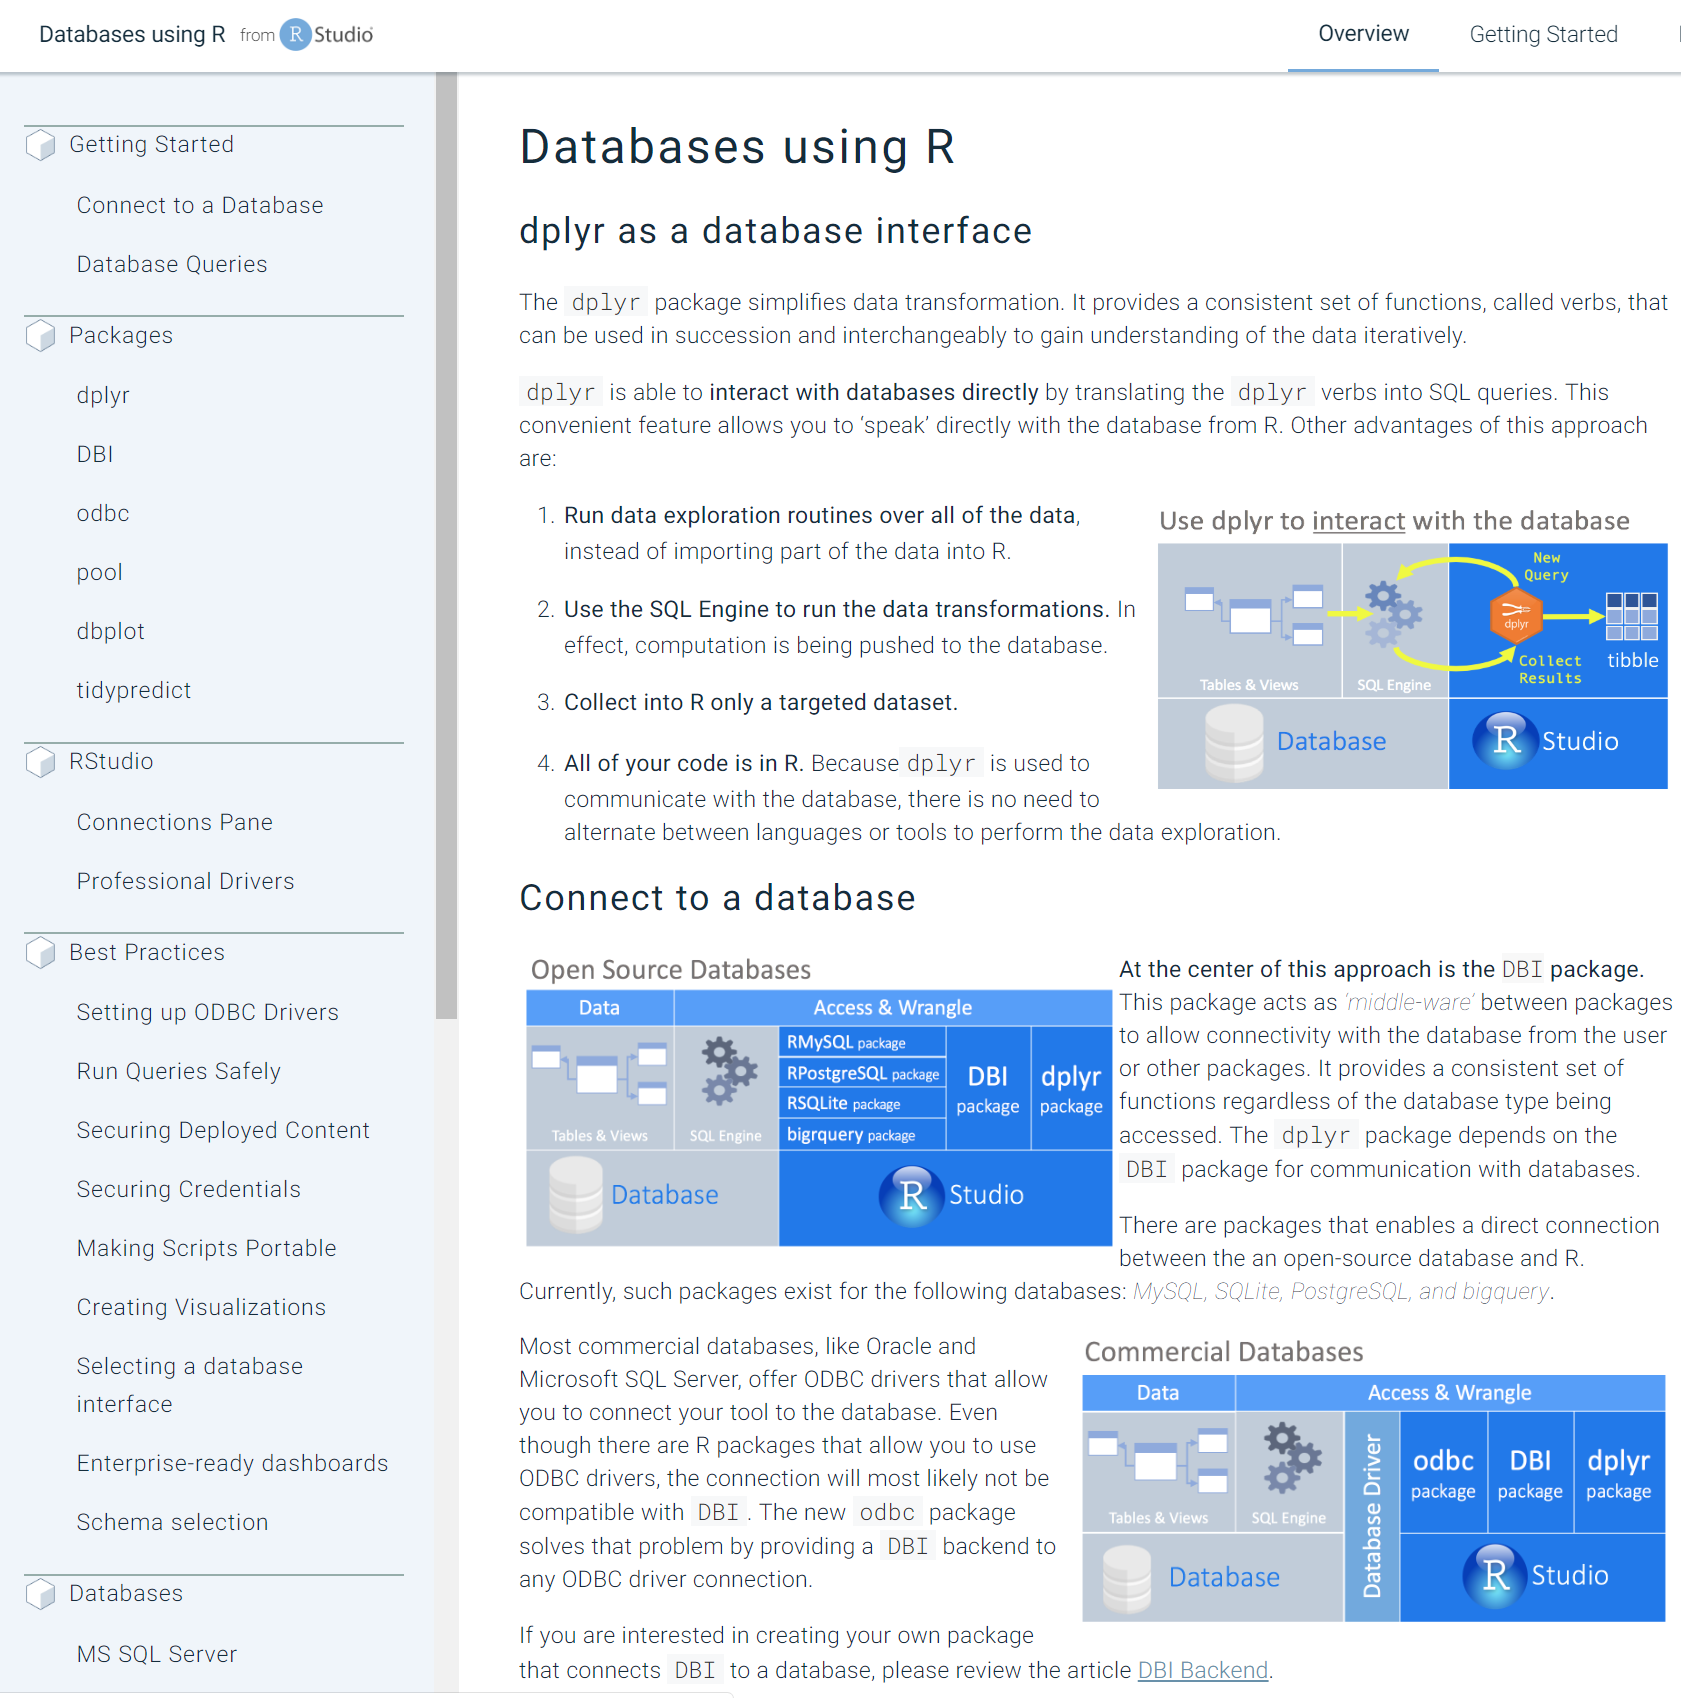 Databases using R from R Studio
Overview
Getting Started
Getting Started
Connect to a Database
Database Queries
Packages
dplyr
DBI
odbc
pool
dbplot
tidypredict
RStudio
Connections Pane
Professional Drivers
Best Practices
Setting up ODBC Drivers
Run Queries Safely
Securing Deployed Content
Securing Credentials
Making Scripts Portable
Creating Visualizations
Selecting a database
interface
Enterprise-ready dashboards
Schema selection
Databases
MS SQL Server
Databases using R
dplyr as a database interface
The dplyr package simplifies data transformation. It provides a consistent set of functions, called verbs, that
can be used in succession and interchangeably to gain understanding of the data iteratively.
dplyr is able to interact with databases directly by translating the dplyr verbs into SQL queries. This
convenient feature allows you to ‘speak’ directly with the database from R. Other advantages of this approach
are:
1. Run data exploration routines over all of the data,
instead of importing part of the data into R.
2. Use the SQL Engine to run the data transformations. In
effect, computation is being pushed to the database.
3. Collect into R only a targeted dataset.
4. All of your code is in R. Because dplyr is used to
communicate with the database, there is no need to
alternate between languages or tools to perform the data exploration.
Use dplyr to interact with the database
New
Query
dplyr
Collect
Results
tibble
Tables & Views
SQL Engine
Database
R Studio
Connect to a database
Open Source Databases
Data
Access & Wrangle
RMySQL package
RPostgreSQL package
RSQLite package
bigrquery package
DBI
package
dplyr
package
Tables & Views
SQL Engine
Database
R Studio
At the center of this approach is the DBI package.
This package acts as ‘middle-ware’ between packages
to allow connectivity with the database from the user
or other packages. It provides a consistent set of
functions regardless of the database type being
accessed. The dplyr package depends on the
DBI package for communication with databases.
There are packages that enables a direct connection
between the an open-source database and R.
Currently, such packages exist for the following databases: MySQL, SQLite, PostgreSQL, and bigquery.
Most commercial databases, like Oracle and
Microsoft SQL Server, offer ODBC drivers that allow
you to connect your tool to the database. Even
though there are R packages that allow you to use
ODBC drivers, the connection will most likely not be
compatible with DBI. The new odbc package
solves that problem by providing a DBI backend to
any ODBC driver connection.
Commercial Databases
Data
Access & Wrangle
Database Driver
odbc
package
DBI
package
dplyr
package
Tables & Views
SQL Engine
Database
R Studio
If you are interested in creating your own package
that connects DBI to a database, please review the article DBI Backend.